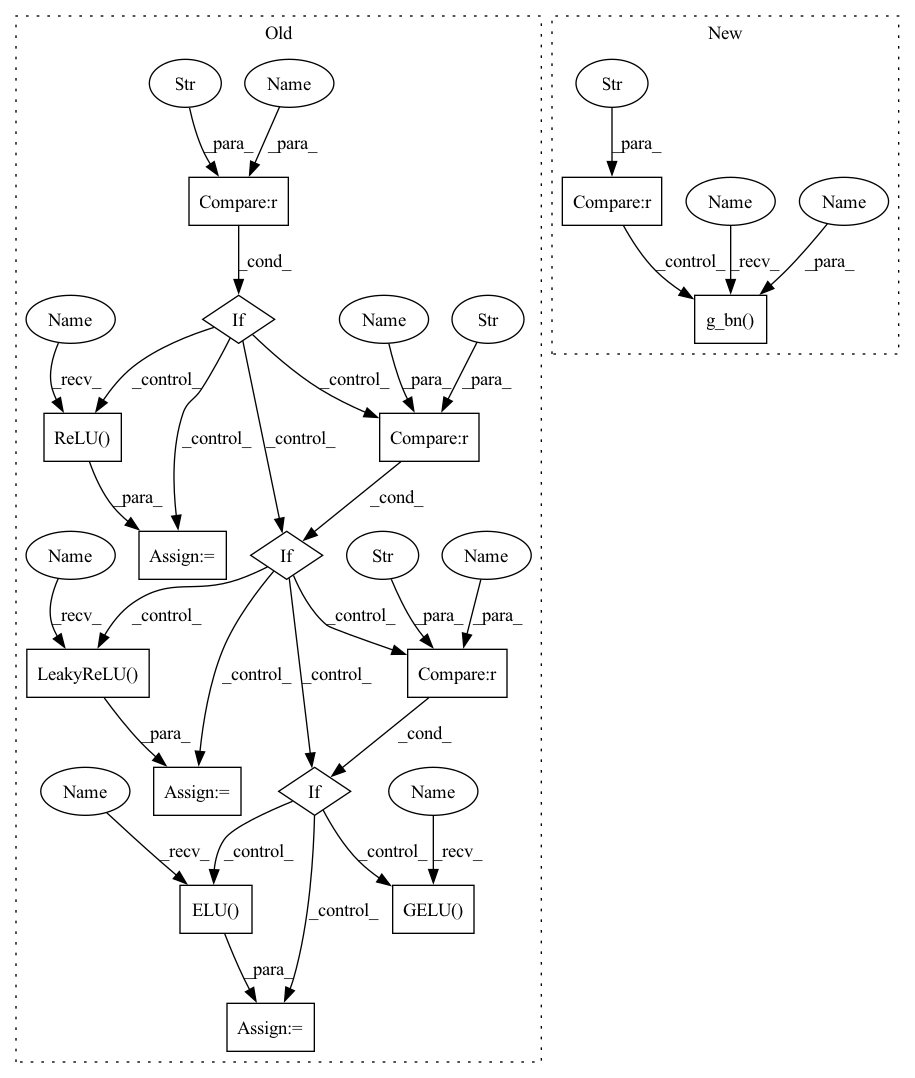 Old
New
Str
Name
Str
_para_
_para_
_para_
Compare:r
Compare:r
Name
Name
_cond_
_control_
_recv_
_para_
Name
If
Name
Str
g_bn()
_recv_
_control_
_control_
_para_
_para_
ReLU()
_control_
_control_
Compare:r
_para_
_cond_
Name
Assign:=
If
Str
Name
_recv_
_control_
_control_
_para_
_para_
LeakyReLU()
_control_
_control_
Compare:r
_para_
_cond_
Name
Assign:=
If
Name
_recv_
_control_
_control_
_recv_
ELU()
_control_
GELU()
_para_
Assign:=